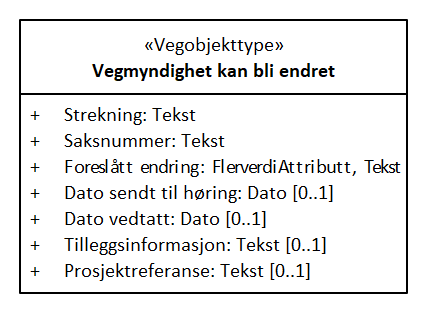 «Vegobjekttype»
Vegmyndighet kan bli endret
+ Strekning: Tekst
+ Saksnummer: Tekst
+ Foreslått endring: FlerverdiAttributt, Tekst
+ Dato sendt til høring: Dato [0..1]
+ Dato vedtatt: Dato [0..1]
+ Tilleggsinformasjon: Tekst [0..1]
+ Prosjektreferanse: Tekst [0..1]